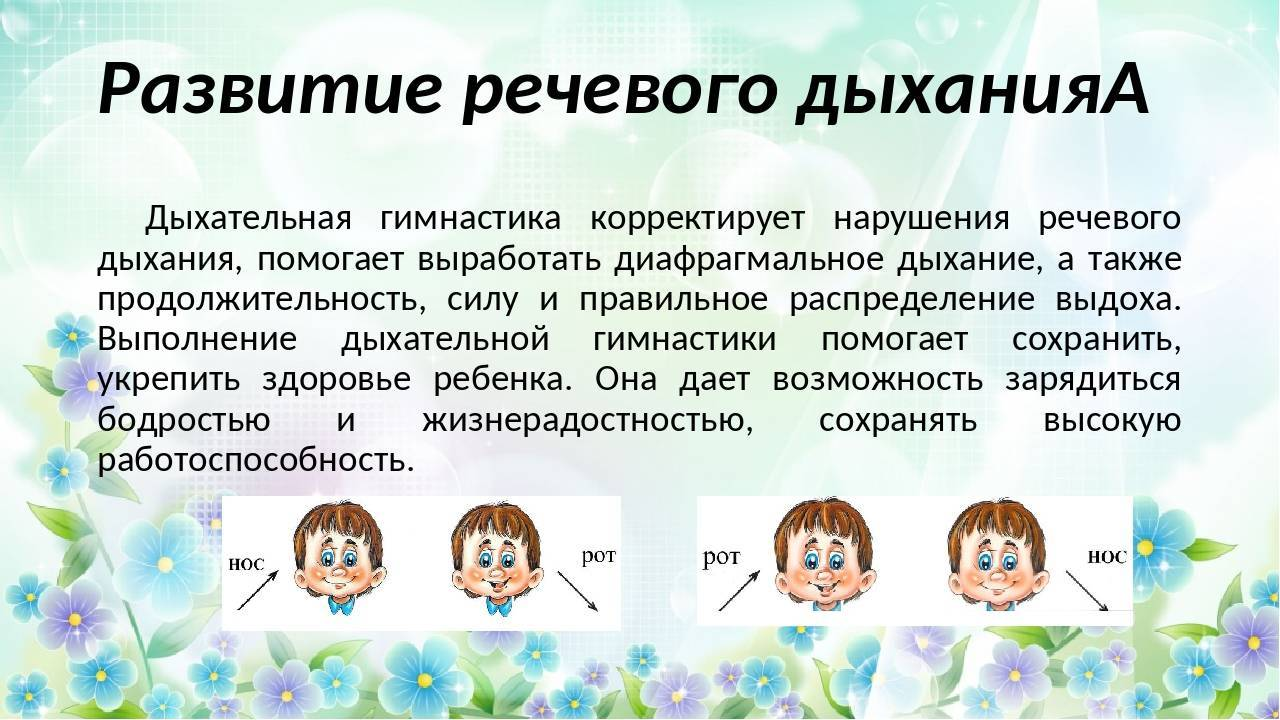 Развитие речевого дыханияА
Дыхательная гимнастика корректирует нарушения речевого
дыхания, помогает выработать диафрагмальное дыхание, а также
продолжительность, силу и правильное распределение выдоха.
Выполнение дыхательной гимнастики помогает сохранить,
укрепить здоровье ребенка. Она дает возможность зарядиться
бодростью и жизнерадостностью, сохранять высокую
работоспособность.
нос
рот
рот
нос